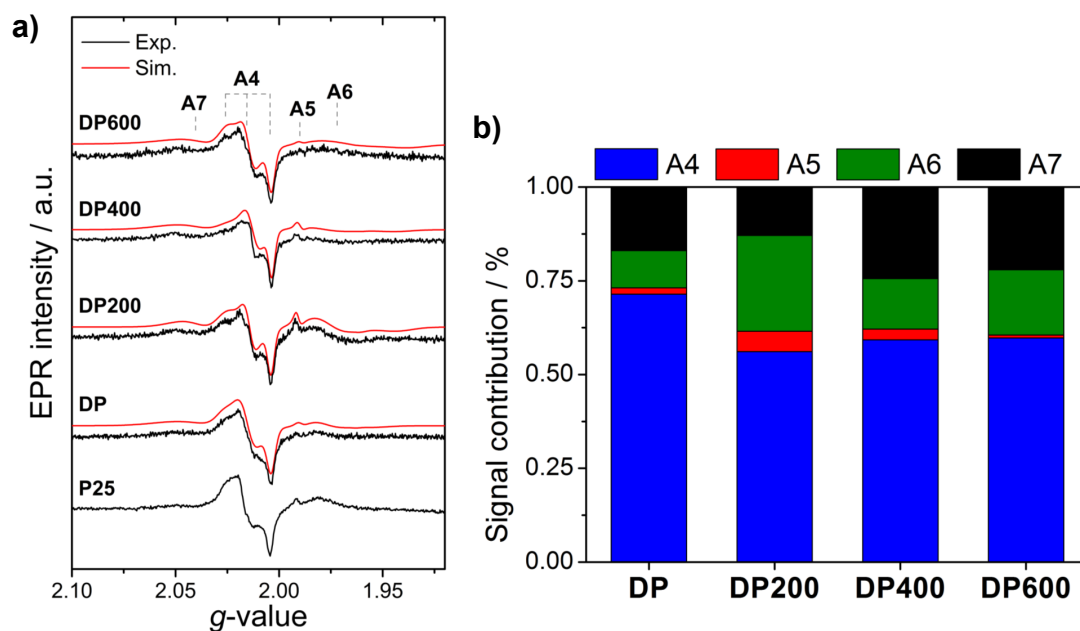 a)
Exp.
Sim.
A7
A4
A5
A6
DP600
DP400
DP200
DP
P25
EPR intensity / a.u.
2.10
2.05
2.00
1.95
g-value
b)
A4
A5
A6
A7
1.00
0.75
0.50
0.25
0.00
Signal contribution / %
DP
DP200
DP400
DP600